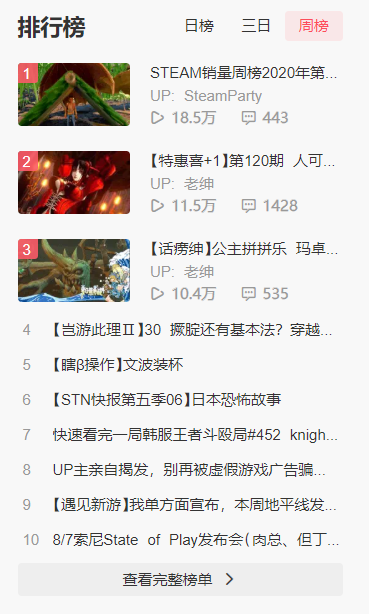 排行榜 日榜 三日 周榜
1 STEAM销量周榜2020年第...
UP: SteamParty
18.5万 443
2 【特惠喜+1】第120期 人可...
UP: 老绅
11.5万 1428
3 【话痨绅】公主拼拼乐 玛卓...
UP: 老绅
10.4万 535
4 【岂游此理Ⅱ】30 撅腚还有基本法？穿越...
5 【瞎β操作】文波装杯
6 【STN快报第五季06】日本恐怖故事
7 快速看完一局韩服王者斗殴局#452 knigh...
8 UP主亲自揭发，别再被虚假游戏广告骗...
9 【遇见新游】我单方面宣布，本周地平线发...
10 8/7索尼State of Play发布会（肉总、但丁...
查看完整榜单 >